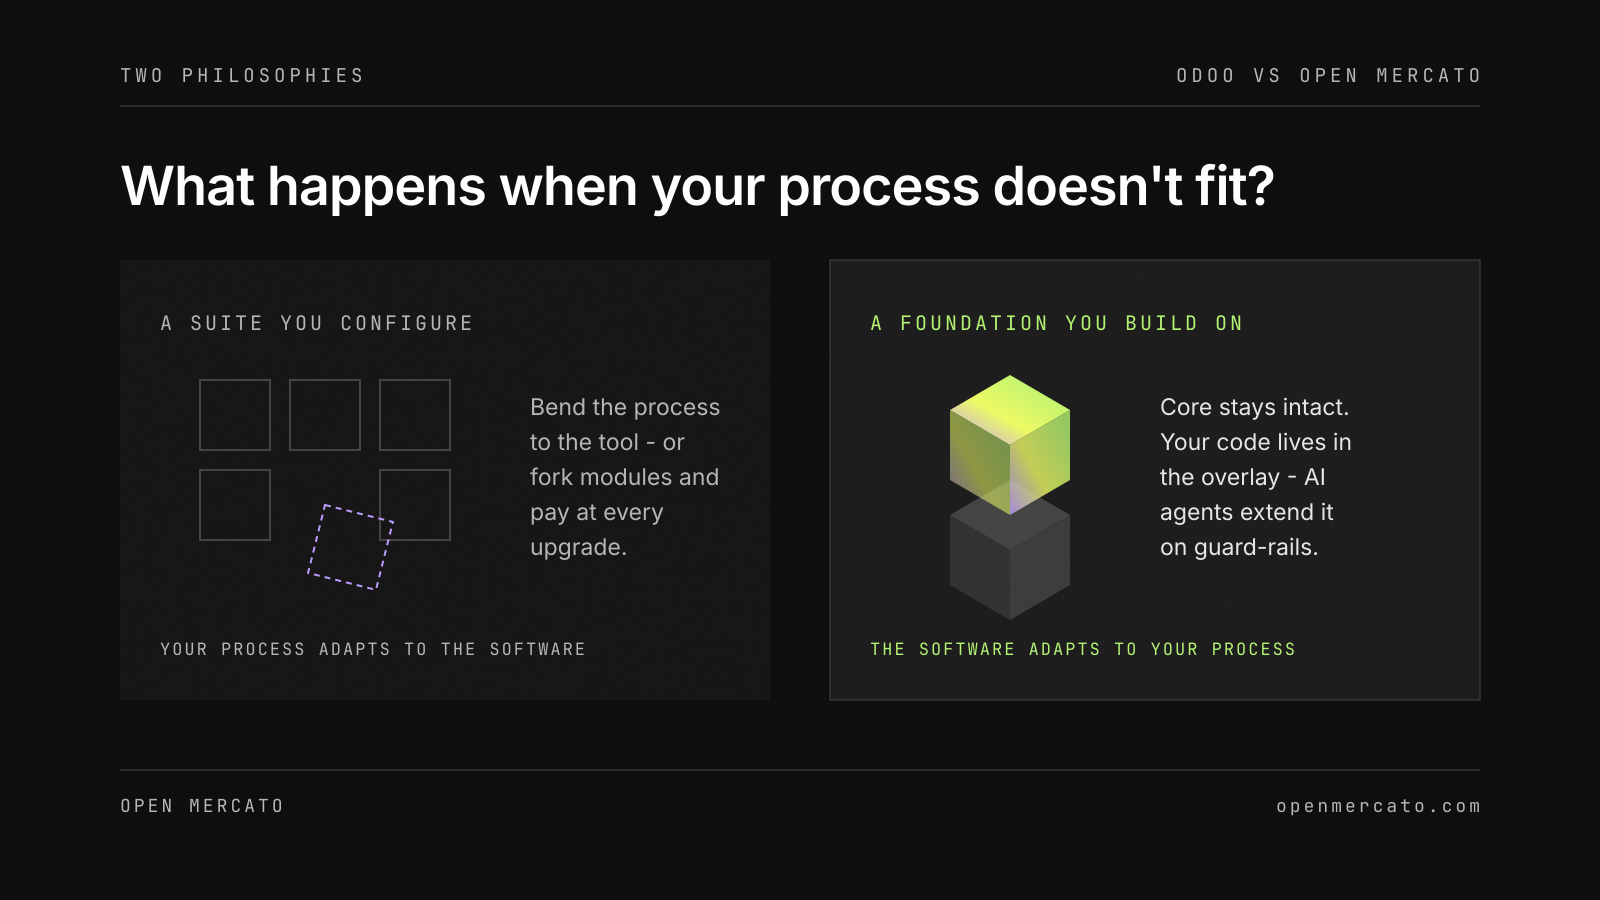 TWO PHILOSOPHIES
ODOO VS OPEN MERCATO
What happens when your process doesn't fit?
A SUITE YOU CONFIGURE
Bend the process
to the tool - or
fork modules and
pay at every
upgrade.
YOUR PROCESS ADAPTS TO THE SOFTWARE
A FOUNDATION YOU BUILD ON
Core stays intact.
Your code lives in
the overlay - AI
agents extend it
on guard-rails.
THE SOFTWARE ADAPTS TO YOUR PROCESS
OPEN MERCATO
openmercato.com